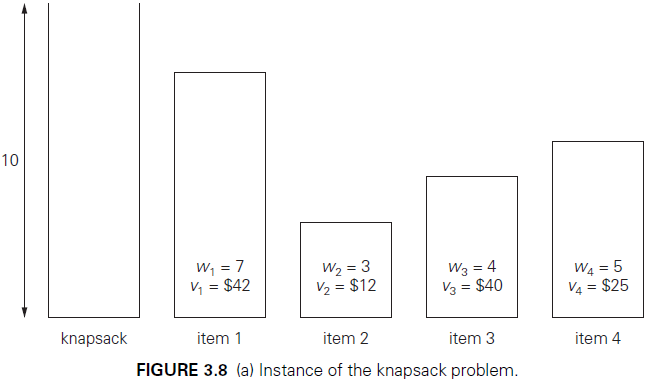 10
w₁ = 7
v₁ = $42
w₂ = 3
v₂ = $12
w₃ = 4
v₃ = $40
w₄ = 5
v₄ = $25
knapsack
item 1
item 2
item 3
item 4
FIGURE 3.8 (a) Instance of the knapsack problem.